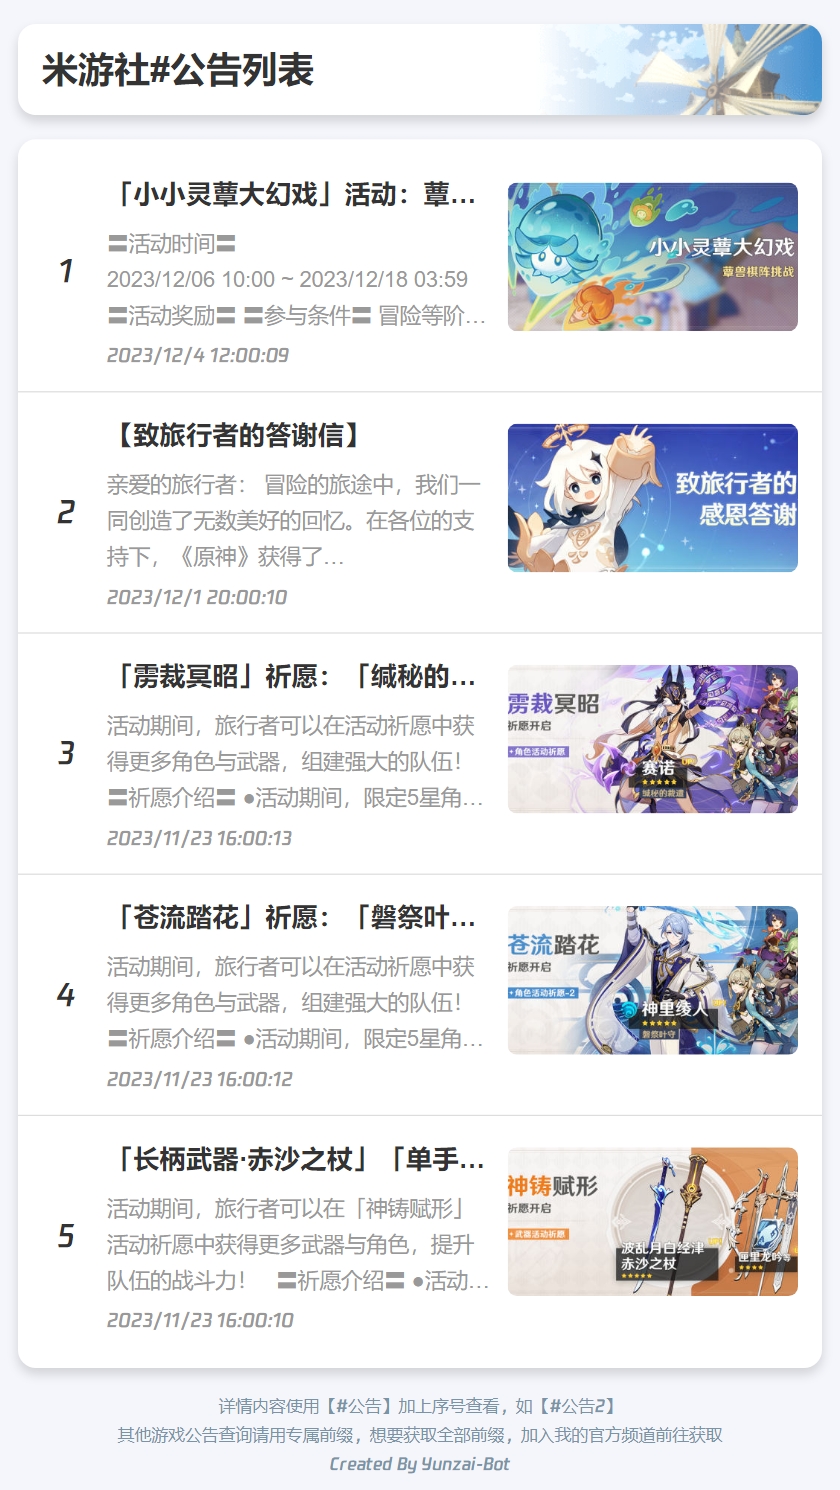 米游社#公告列表
1
「小小灵蕈大幻戏」活动：蕈…
〓活动时间〓
2023/12/06 10:00 ~ 2023/12/18 03:59
〓活动奖励〓 〓参与条件〓 冒险等阶…
2023/12/4 12:00:09
小小灵蕈大幻戏
蕈兽棋阵挑战
2
【致旅行者的答谢信】
亲爱的旅行者： 冒险的旅途中，我们一
同创造了无数美好的回忆。在各位的支
持下，《原神》获得了…
2023/12/1 20:00:10
致旅行者的
感恩答谢
3
「雳裁冥昭」祈愿：「缄秘的…
活动期间，旅行者可以在活动祈愿中获
得更多角色与武器，组建强大的队伍！
〓祈愿介绍〓 ●活动期间，限定5星角…
2023/11/23 16:00:13
雳裁冥昭
祈愿开启
角色活动祈愿
赛诺
UP!
缄秘的裁遣
4
「苍流踏花」祈愿：「磐祭叶…
活动期间，旅行者可以在活动祈愿中获
得更多角色与武器，组建强大的队伍！
〓祈愿介绍〓 ●活动期间，限定5星角…
2023/11/23 16:00:12
苍流踏花
祈愿开启
角色活动祈愿-2
神里绫人
磐祭叶守
5
「长柄武器·赤沙之杖」「单手…
活动期间，旅行者可以在「神铸赋形」
活动祈愿中获得更多武器与角色，提升
队伍的战斗力！ 〓祈愿介绍〓 ●活动…
2023/11/23 16:00:10
神铸赋形
祈愿开启
武器活动祈愿
波乱月白经津
赤沙之杖
匣里龙吟等
详情内容使用【#公告】加上序号查看，如【#公告2】
其他游戏公告查询请用专属前缀，想要获取全部前缀，加入我的官方频道前往获取
Created By Yunzai-Bot